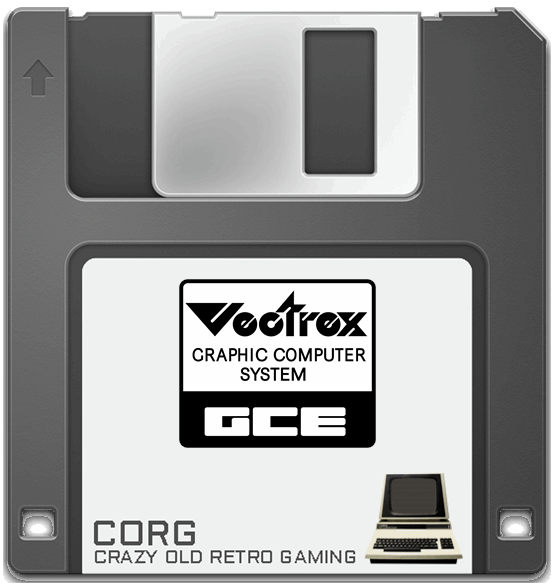 Vectrex
GRAPHIC COMPUTER
SYSTEM
GCE
CORG
CRAZY OLD RETRO GAMING